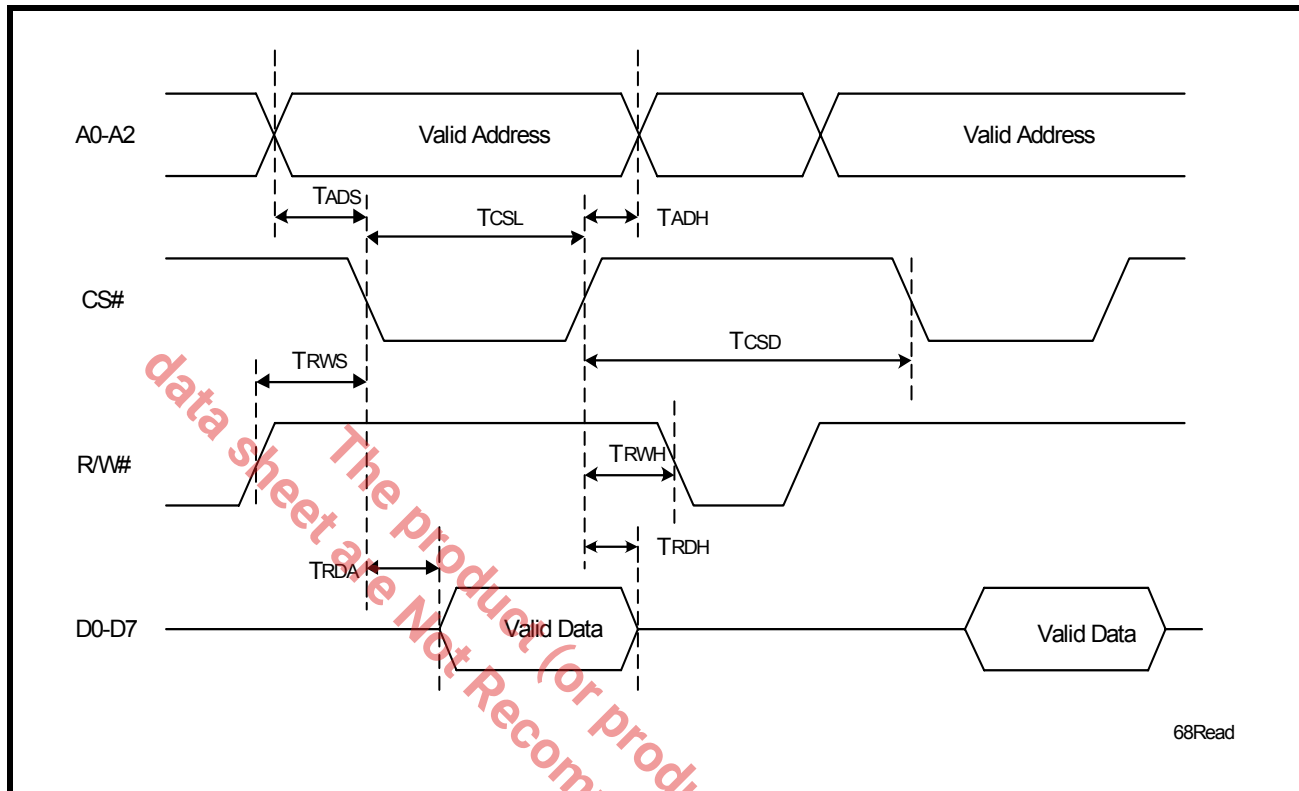 A0-A2
Valid Address
Valid Address
TADS
TCSL
TADH
CS#
TCSD
TRWS
R/W#
TRWH
TRDH
TRDA
D0-D7
Valid Data
Valid Data
68Read
The product (or produ
data sheet are Not Recom